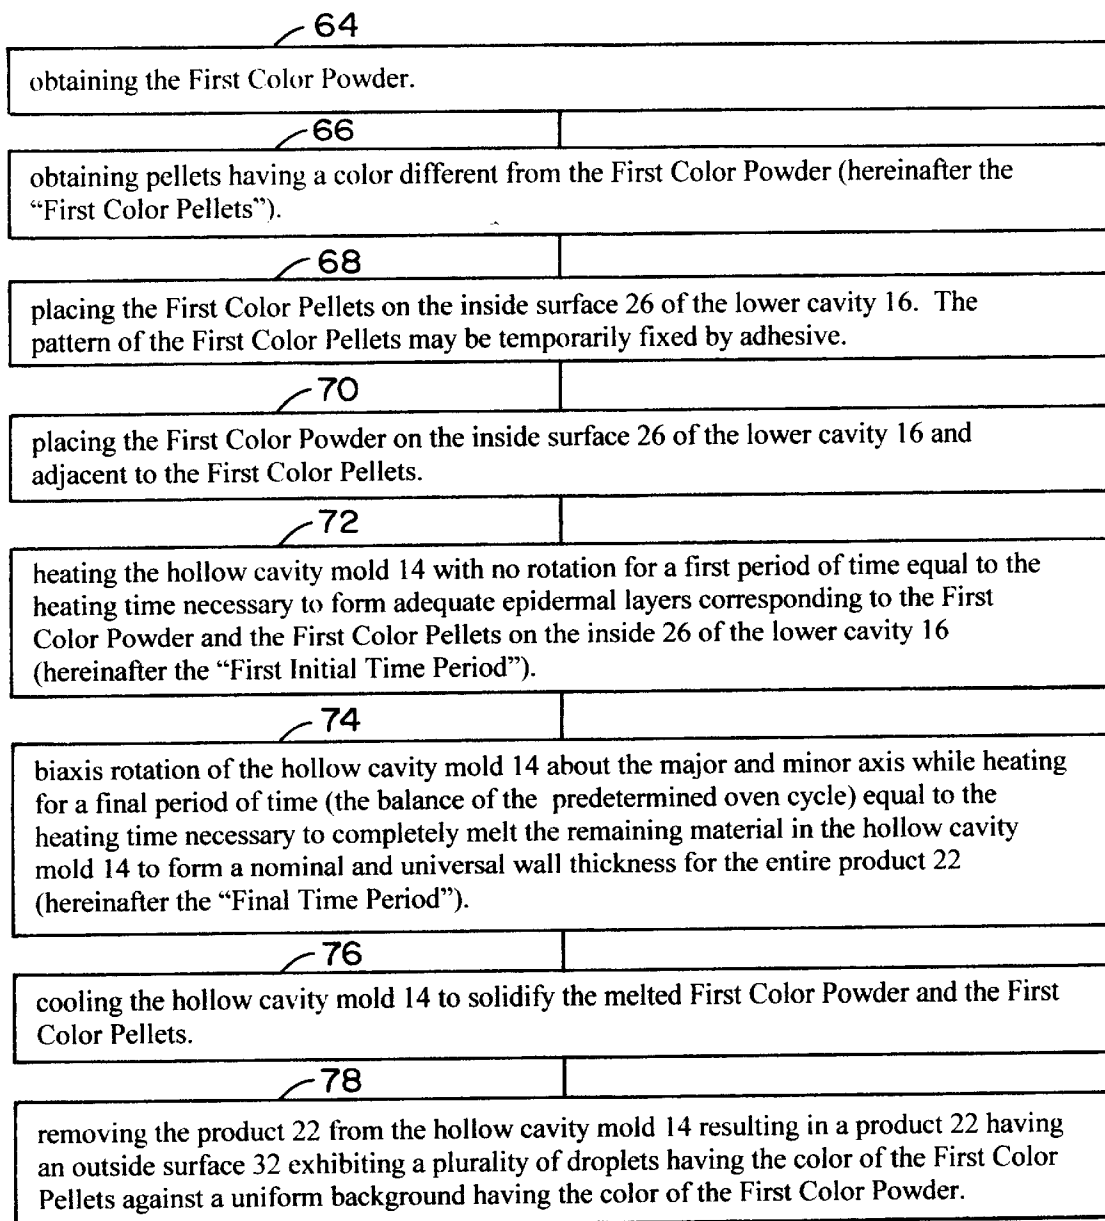 64
obtaining the First Color Powder.
66
obtaining pellets having a color different from the First Color Powder (hereinafter the
“First Color Pellets”).
68
placing the First Color Pellets on the inside surface 26 of the lower cavity 16. The
pattern of the First Color Pellets may be temporarily fixed by adhesive.
70
placing the First Color Powder on the inside surface 26 of the lower cavity 16 and
adjacent to the First Color Pellets.
72
heating the hollow cavity mold 14 with no rotation for a first period of time equal to the
heating time necessary to form adequate epidermal layers corresponding to the First
Color Powder and the First Color Pellets on the inside 26 of the lower cavity 16
(hereinafter the “First Initial Time Period”).
74
biaxis rotation of the hollow cavity mold 14 about the major and minor axis while heating
for a final period of time (the balance of the predetermined oven cycle) equal to the
heating time necessary to completely melt the remaining material in the hollow cavity
mold 14 to form a nominal and universal wall thickness for the entire product 22
(hereinafter the “Final Time Period”).
76
cooling the hollow cavity mold 14 to solidify the melted First Color Powder and the First
Color Pellets.
78
removing the product 22 from the hollow cavity mold 14 resulting in a product 22 having
an outside surface 32 exhibiting a plurality of droplets having the color of the First Color
Pellets against a uniform background having the color of the First Color Powder.